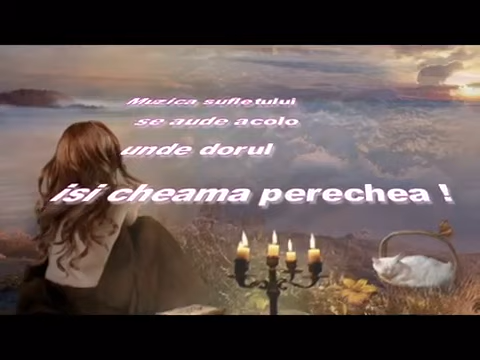 Muzica sufletului
se aude acolo
unde dorul
isi cheama perechea !